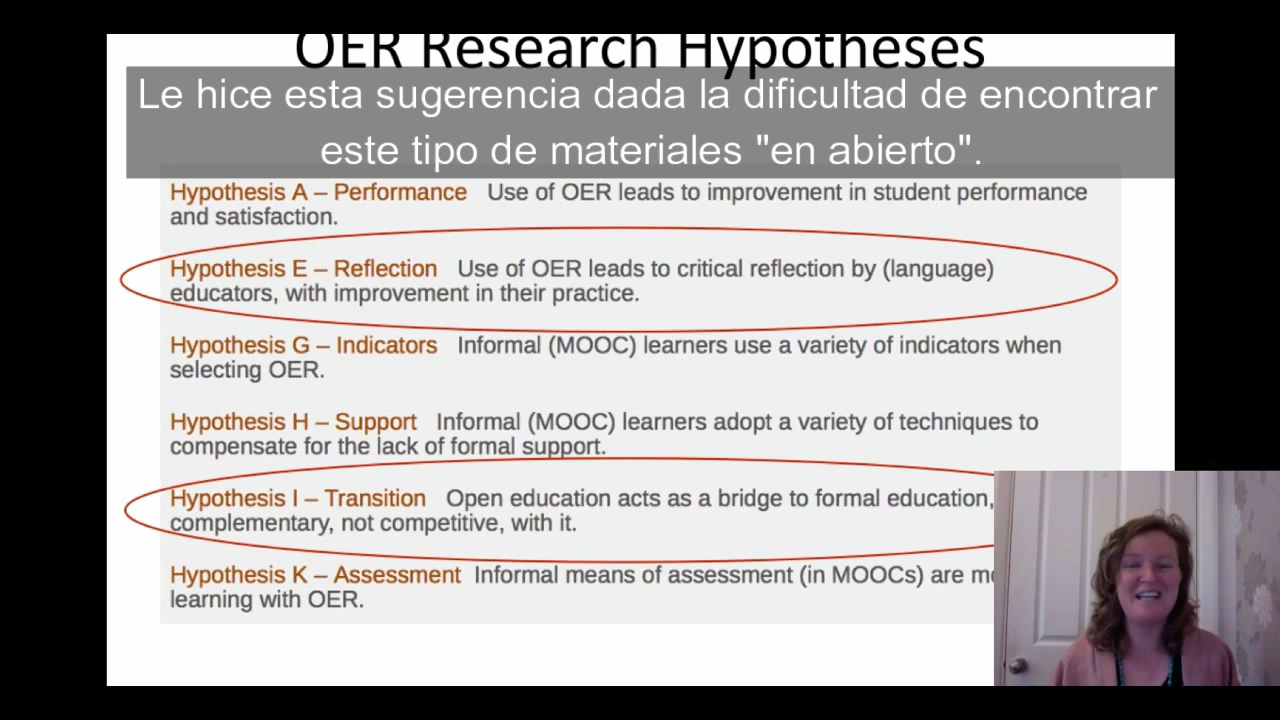 OER Research Hypotheses
Le hice esta sugerencia dada la dificultad de encontrar
este tipo de materiales "en abierto".
Hypothesis A – Performance Use of OER leads to improvement in student performance
and satisfaction.
Hypothesis E – Reflection Use of OER leads to critical reflection by (language)
educators, with improvement in their practice.
Hypothesis G – Indicators Informal (MOOC) learners use a variety of indicators when
selecting OER.
Hypothesis H – Support Informal (MOOC) learners adopt a variety of techniques to
compensate for the lack of formal support.
Hypothesis I – Transition Open education acts as a bridge to formal education,
complementary, not competitive, with it.
Hypothesis K – Assessment Informal means of assessment (in MOOCs) are
learning with OER.